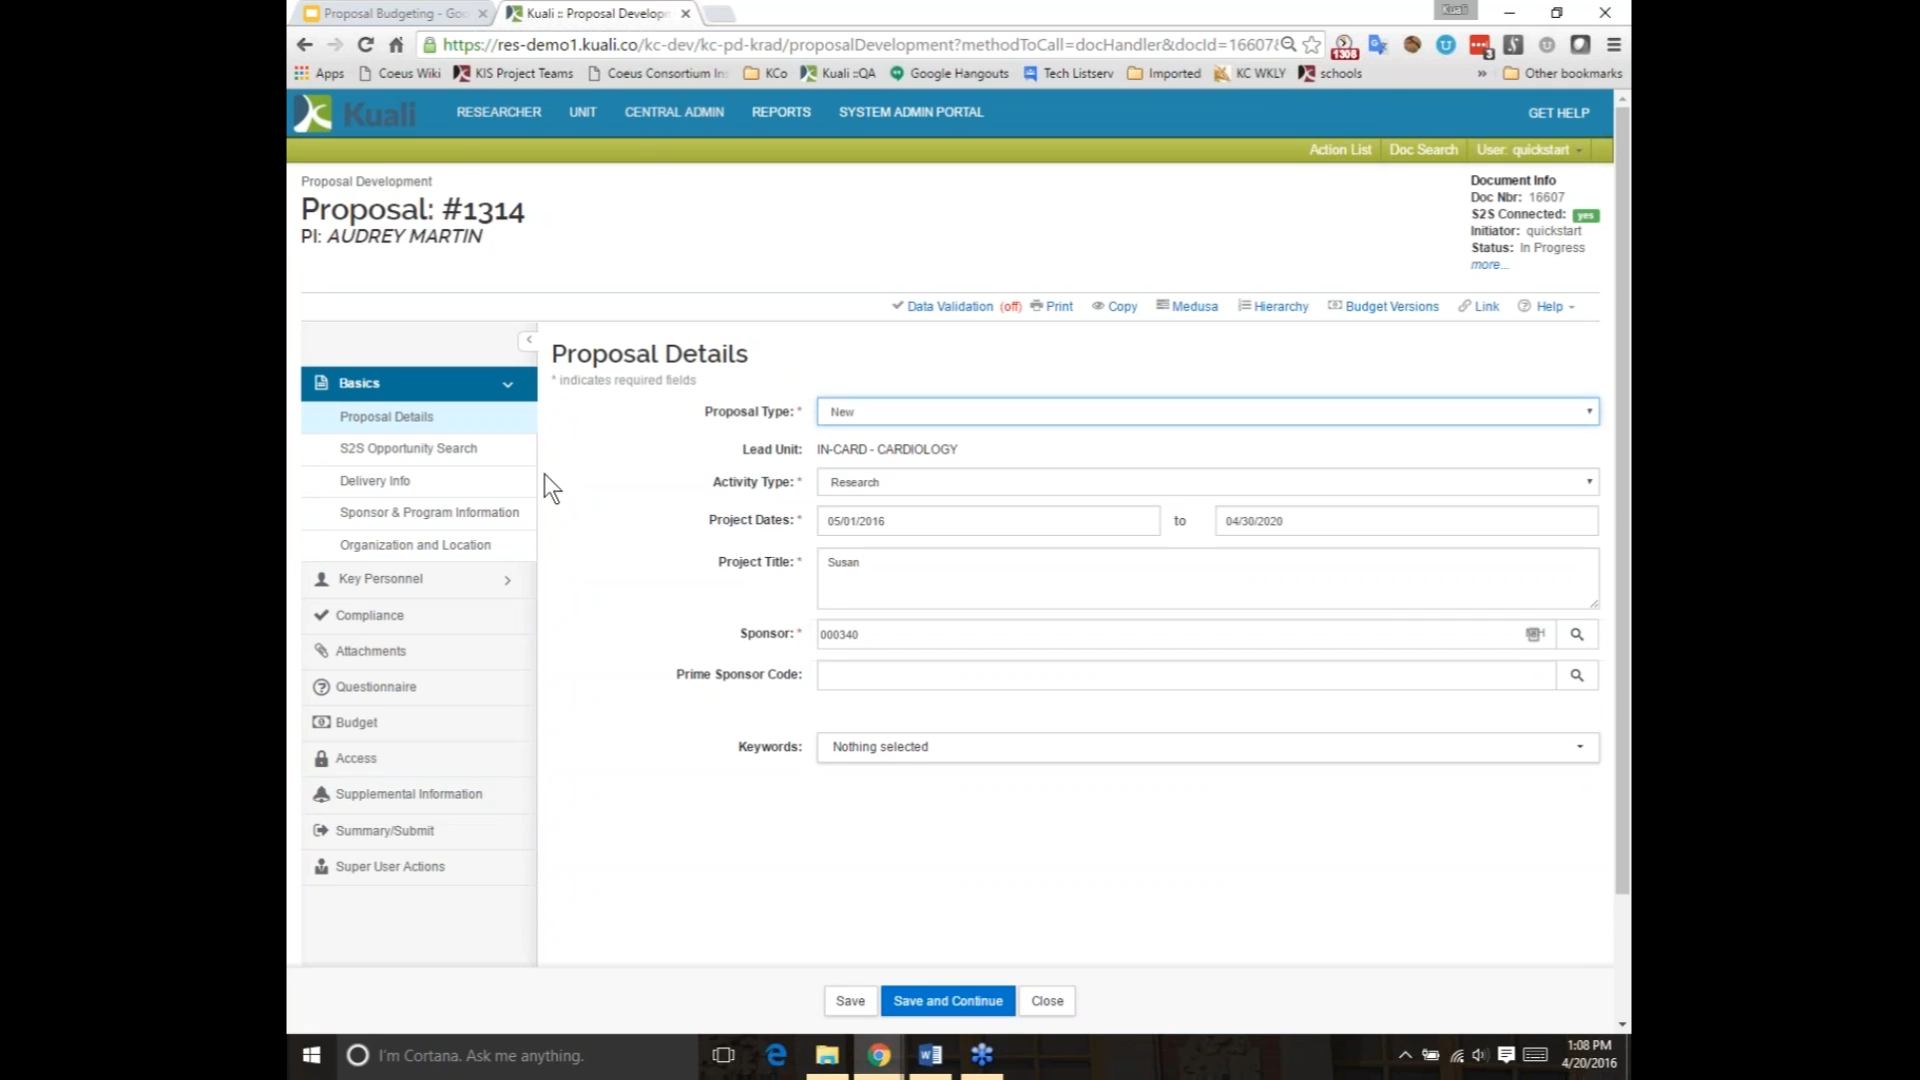 Proposal Budgeting - Goo
Kuali :: Proposal Developm
Kuali
https://res-demo1.kuali.co/kc-dev/kc-pd-krad/proposalDevelopment?methodToCall=docHandler&docId=16607
1308
3
Apps
Coeus Wiki
KIS Project Teams
Coeus Consortium In
KCo
Kuali ::QA
Google Hangouts
Tech Listserv
Imported
KC WKLY
schools
»
Other bookmarks
Kuali
RESEARCHER
UNIT
CENTRAL ADMIN
REPORTS
SYSTEM ADMIN PORTAL
GET HELP
Action List
Doc Search
User: quickstart
Proposal Development
Proposal: #1314
PI: AUDREY MARTIN
Document Info
Doc Nbr: 16607
S2S Connected: yes
Initiator: quickstart
Status: In Progress
more...
Data Validation (off)
Print
Copy
Medusa
Hierarchy
Budget Versions
Link
Help
Basics
Proposal Details
S2S Opportunity Search
Delivery Info
Sponsor & Program Information
Organization and Location
Key Personnel
Compliance
Attachments
Questionnaire
Budget
Access
Supplemental Information
Summary/Submit
Super User Actions
Proposal Details
* indicates required fields
Proposal Type: * New
Lead Unit: IN-CARD - CARDIOLOGY
Activity Type: * Research
Project Dates: * 05/01/2016 to 04/30/2020
Project Title: * Susan
Sponsor: * 000340
Prime Sponsor Code:
Keywords: Nothing selected
Save
Save and Continue
Close
I'm Cortana. Ask me anything.
1:08 PM
4/20/2016